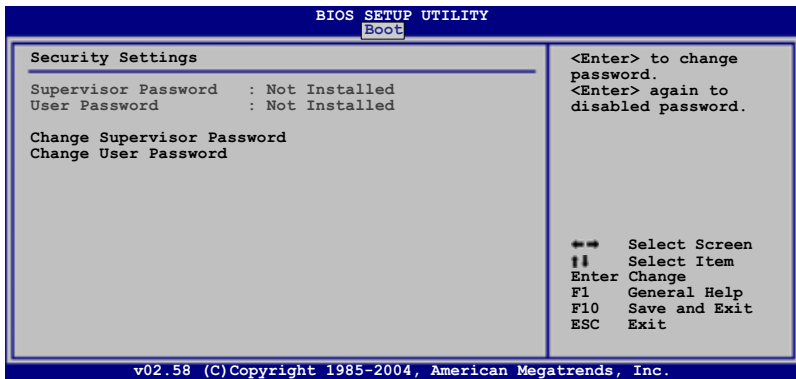 BIOS SETUP UTILITY
Boot
Security Settings
Supervisor Password : Not Installed
User Password : Not Installed
Change Supervisor Password
Change User Password
<Enter> to change
password.
<Enter> again to
disabled password.
←→ Select Screen
↑↓ Select Item
Enter Change
F1 General Help
F10 Save and Exit
ESC Exit
v02.58 (C)Copyright 1985-2004, American Megatrends, Inc.